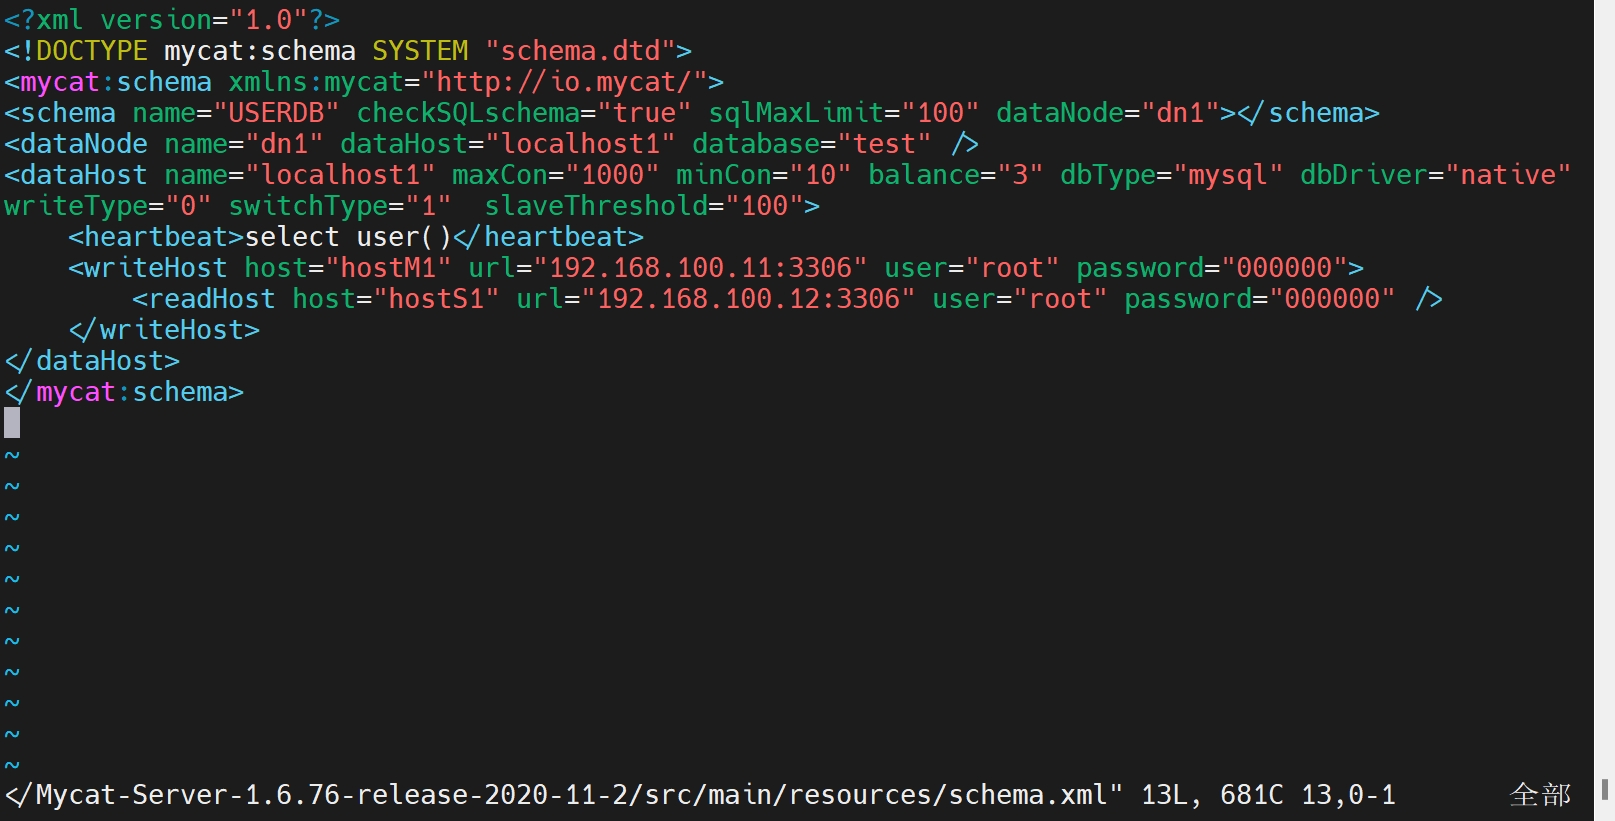 <?xml version="1.0"?>
<!DOCTYPE mycat:schema SYSTEM "schema.dtd">
<mycat:schema xmlns:mycat="http://io.mycat/">
<schema name="USERDB" checkSQLschema="true" sqlMaxLimit="100" dataNode="dn1"></schema>
<dataNode name="dn1" dataHost="localhost1" database="test" />
<dataHost name="localhost1" maxCon="1000" minCon="10" balance="3" dbType="mysql" dbDriver="native"
writeType="0" switchType="1"  slaveThreshold="100">
    <heartbeat>select user()</heartbeat>
    <writeHost host="hostM1" url="192.168.100.11:3306" user="root" password="000000">
        <readHost host="hostS1" url="192.168.100.12:3306" user="root" password="000000" />
    </writeHost>
</dataHost>
</mycat:schema>
~
~
~
~
~
~
~
~
~
~
~
</Mycat-Server-1.6.76-release-2020-11-2/src/main/resources/schema.xml" 13L, 681C 13,0-1 全部